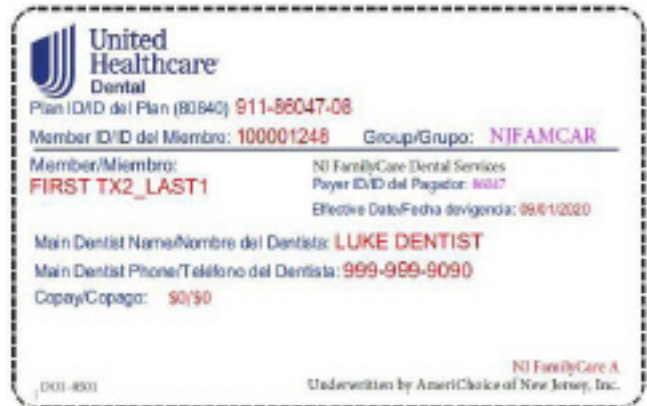 United
Healthcare
Dental
Plan ID/ID del Plan (80840) 911-86047-08
Member ID/ID del Miembro: 100001248 Group/Grupo: NJFAMCAR
Member/Miembro:
FIRST TX2_LAST1
NJ FamilyCare Dental Services
Payer ID/ID del Pagador: 86047
Effective Date/Fecha devigencia: 09/01/2020
Main Dentist Name/Nombre del Dentista: LUKE DENTIST
Main Dentist Phone/Teléfono del Dentista: 999-999-9090
Copay/Copago: $0/$0
NJ FamilyCare A
Underwritten by AmeriChoice of New Jersey, Inc.